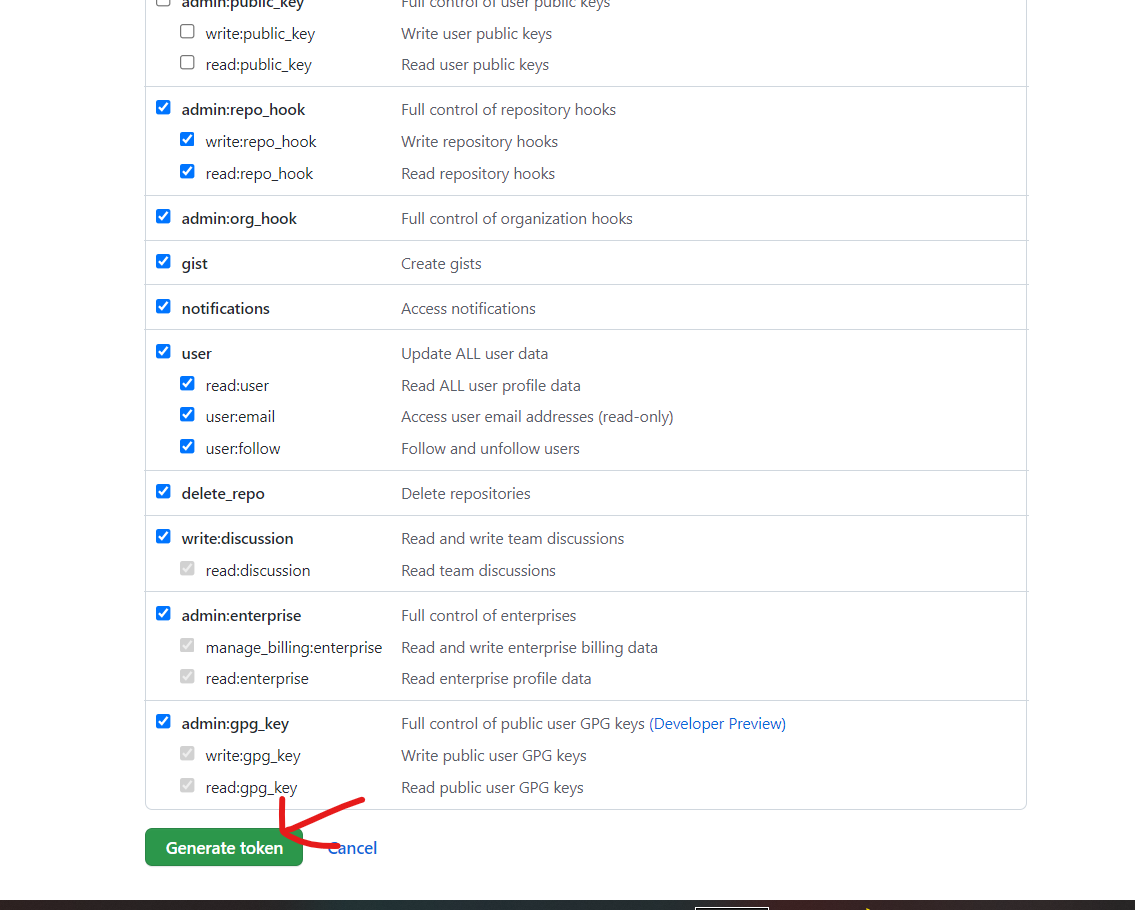 admin:public_key Full control of user public keys
write:public_key Write user public keys
read:public_key Read user public keys
admin:repo_hook Full control of repository hooks
write:repo_hook Write repository hooks
read:repo_hook Read repository hooks
admin:org_hook Full control of organization hooks
gist Create gists
notifications Access notifications
user Update ALL user data
read:user Read ALL user profile data
user:email Access user email addresses (read-only)
user:follow Follow and unfollow users
delete_repo Delete repositories
write:discussion Read and write team discussions
read:discussion Read team discussions
admin:enterprise Full control of enterprises
manage_billing:enterprise Read and write enterprise billing data
read:enterprise Read enterprise profile data
admin:gpg_key Full control of public user GPG keys (Developer Preview)
write:gpg_key Write public user GPG keys
read:gpg_key Read public user GPG keys
Generate token Cancel